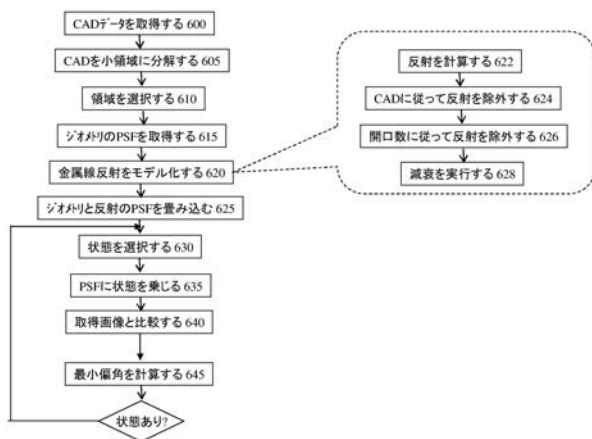 CADデータを取得する 600
CADを小領域に分解する 605
領域を選択する 610
ジオメトリのPSFを取得する 615
金属線反射をモデル化する 620
ジオメトリと反射のPSFを畳み込む 625
状態を選択する 630
PSFに状態を乗じる 635
取得画像と比較する 640
最小偏角を計算する 645
状態あり?
反射を計算する 622
CADに従って反射を除外する 624
開口数に従って反射を除外する 626
減衰を実行する 628